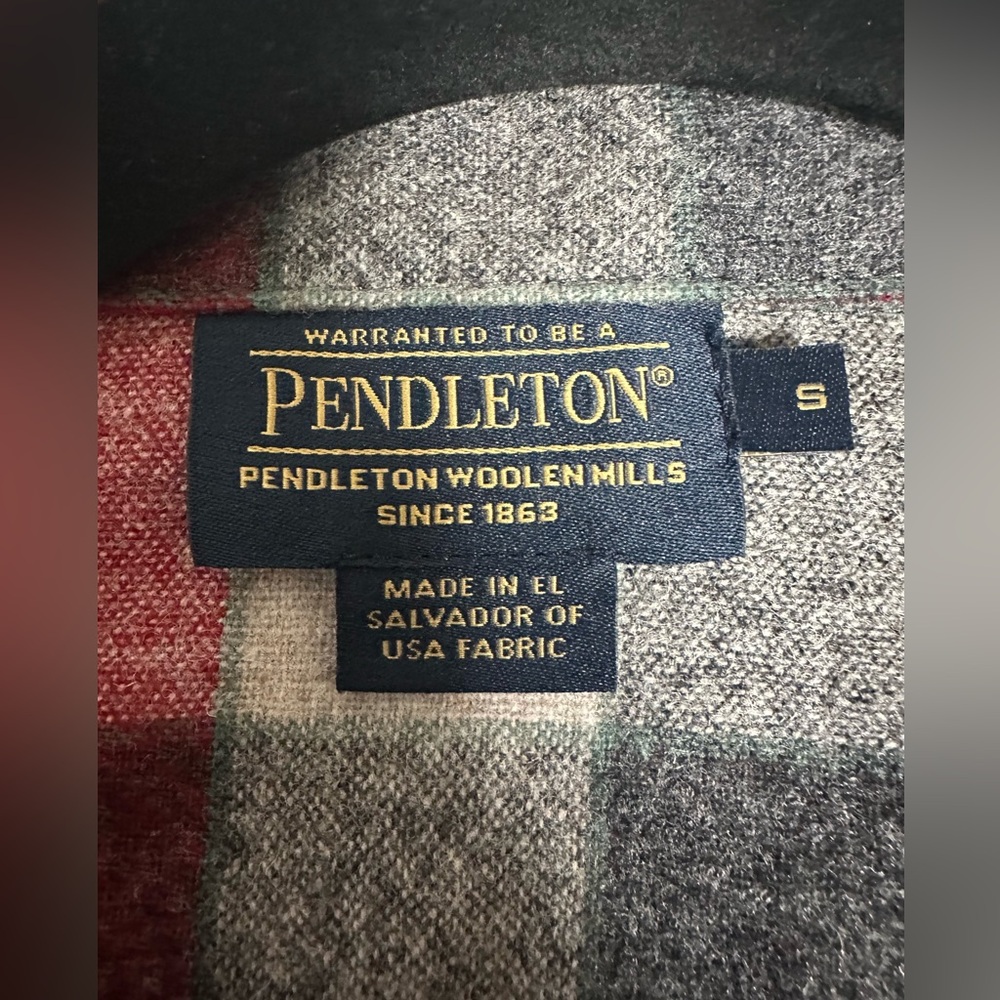 WARRANTED TO BE A
PENDLETON®
PENDLETON WOOLEN MILLS
SINCE 1863
S
MADE IN EL
SALVADOR OF
USA FABRIC